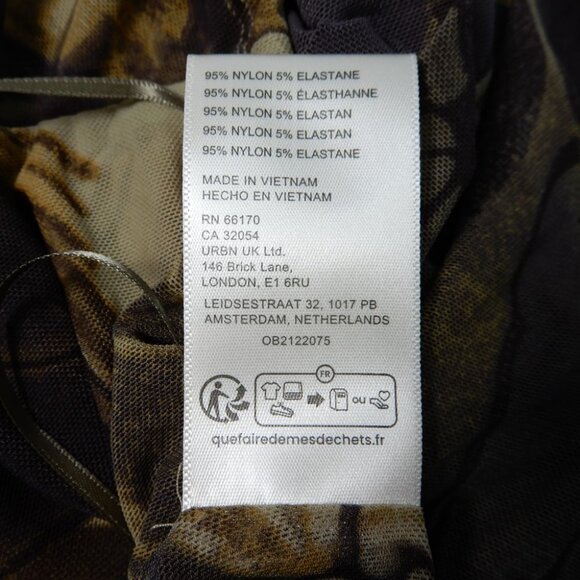 95% NYLON 5% ELASTANE
95% NYLON 5% ÉLASTHANNE
95% NYLON 5% ELASTAN
95% NYLON 5% ELASTAN
95% NYLON 5% ELASTANE
MADE IN VIETNAM
HECHO EN VIETNAM
RN 66170
CA 32054
URBN UK Ltd.
146 Brick Lane,
LONDON, E1 6RU
LEIDSESTRAAT 32, 1017 PB
AMSTERDAM, NETHERLANDS
OB2122075
FR
ou
quefairedemesdechets.fr